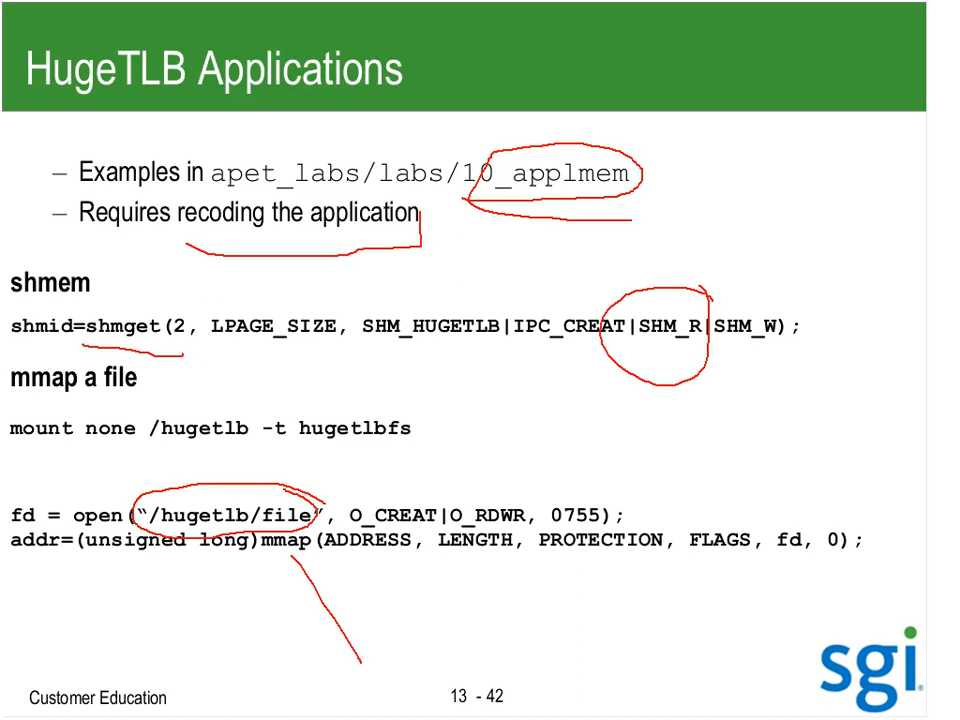 HugeTLB Applications
– Examples in apet_labs/labs/10_applmem
– Requires recoding the application
shmem
shmid=shmget(2, LPAGE_SIZE, SHM_HUGETLB|IPC_CREAT|SHM_R|SHM_W);
mmap a file
mount none /hugetlb -t hugetlbfs
fd = open(“/hugetlb/file”, O_CREAT|O_RDWR, 0755);
addr=(unsigned long)mmap(ADDRESS, LENGTH, PROTECTION, FLAGS, fd, 0);
sgi
Customer Education
13 - 42